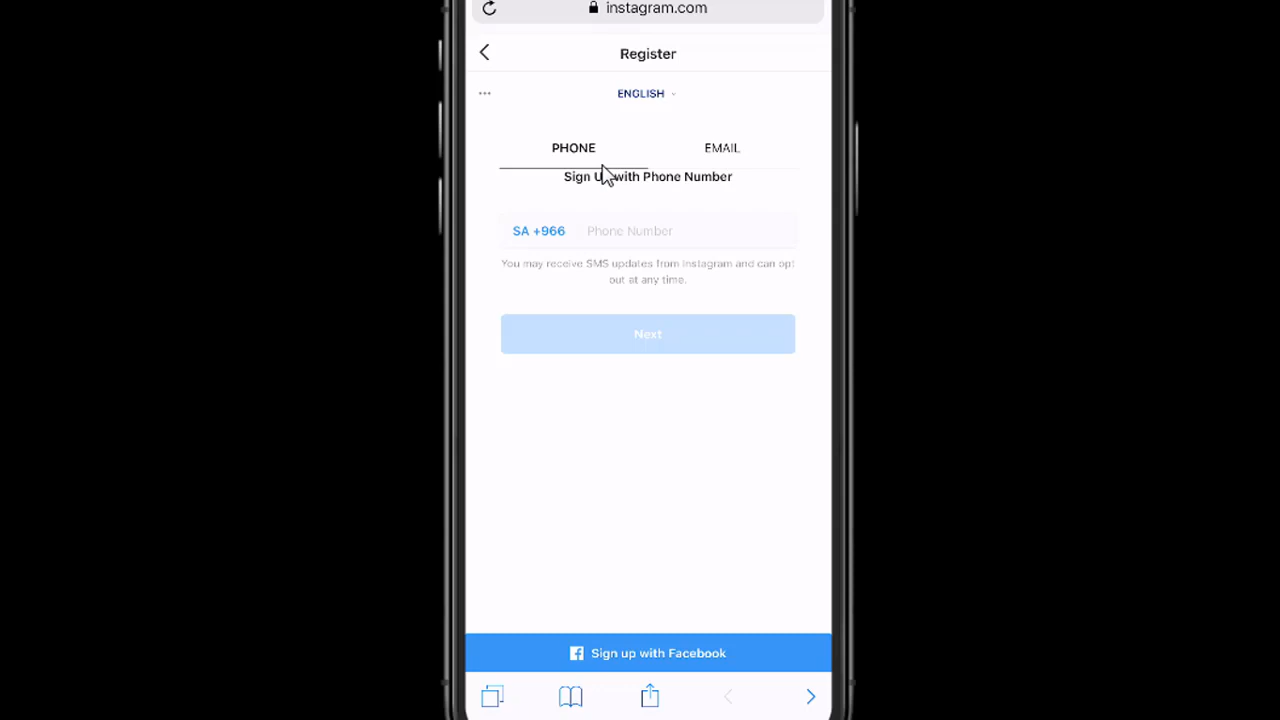 instagram.com
Register
ENGLISH
PHONE
EMAIL
Sign Up with Phone Number
SA +966
Phone Number
You may receive SMS updates from Instagram and can opt
out at any time.
Next
Sign up with Facebook